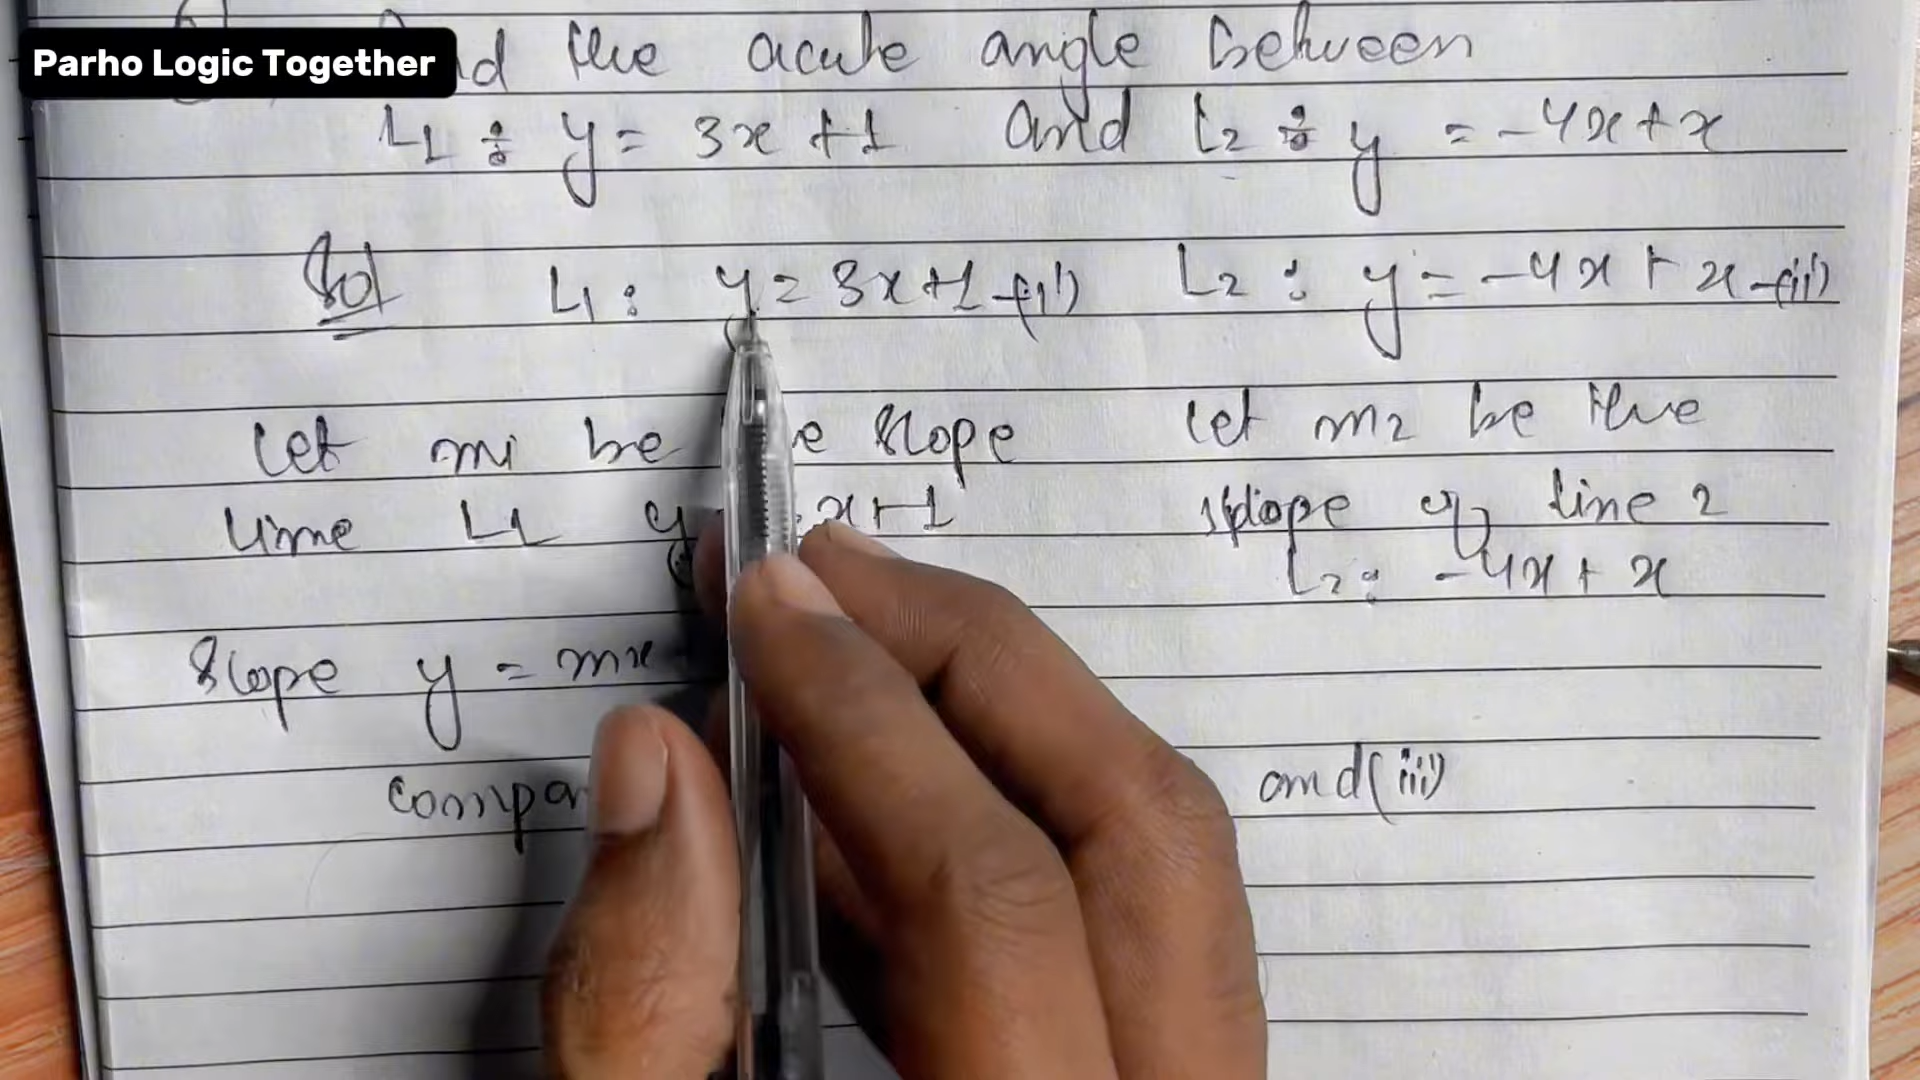 Parho Logic Together
the acute angle between
L1 ÷ y = 3x + 1 and L2 ÷ y = -4x + x
Sol L1 : y = 3x+1 -(i) L2 : y = -4x + x -(ii)
Let m1 be slope Let m2 be the
line L1 y x+1 slope of line 2
L2: -4x + x
Slope y = mx
and (iii)